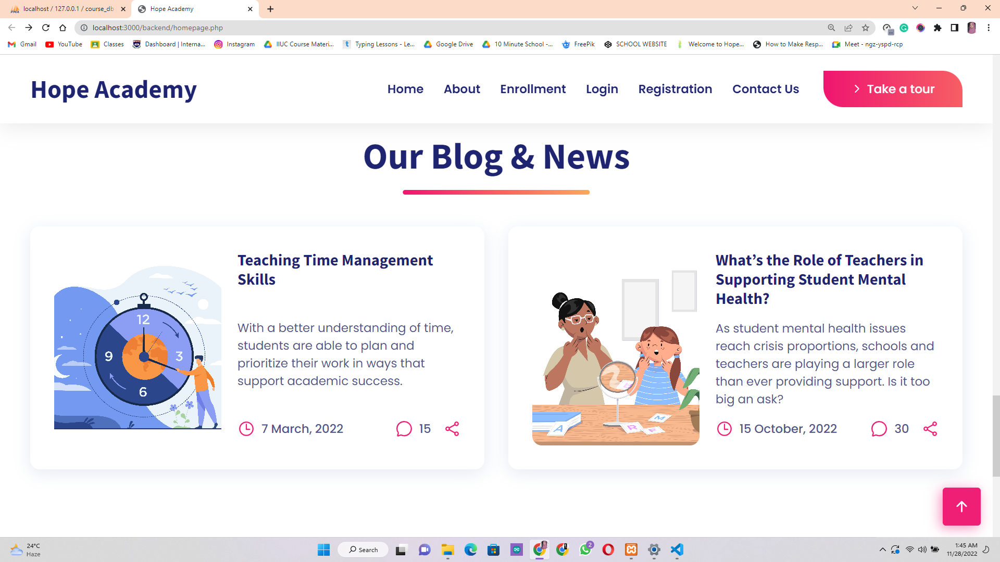 localhost / 127.0.0.1 / course_db
Hope Academy
localhost:3000/backend/homepage.php
Gmail
YouTube
Classes
Dashboard | Interna...
Instagram
IIUC Course Materi...
Typing Lessons - Le...
Google Drive
10 Minute School -...
FreePik
SCHOOL WEBSITE
Welcome to Hope...
How to Make Resp...
Meet - ngz-yspd-rcp
Hope Academy
Home
About
Enrollment
Login
Registration
Contact Us
Take a tour
Our Blog & News
12
3
6
9
Teaching Time Management
Skills
With a better understanding of time,
students are able to plan and
prioritize their work in ways that
support academic success.
7 March, 2022
15
A
M
R
F
What’s the Role of Teachers in
Supporting Student Mental
Health?
As student mental health issues
reach crisis proportions, schools and
teachers are playing a larger role
than ever providing support. Is it too
big an ask?
15 October, 2022
30
24°C
Haze
Search
2
1:45 AM
11/28/2022